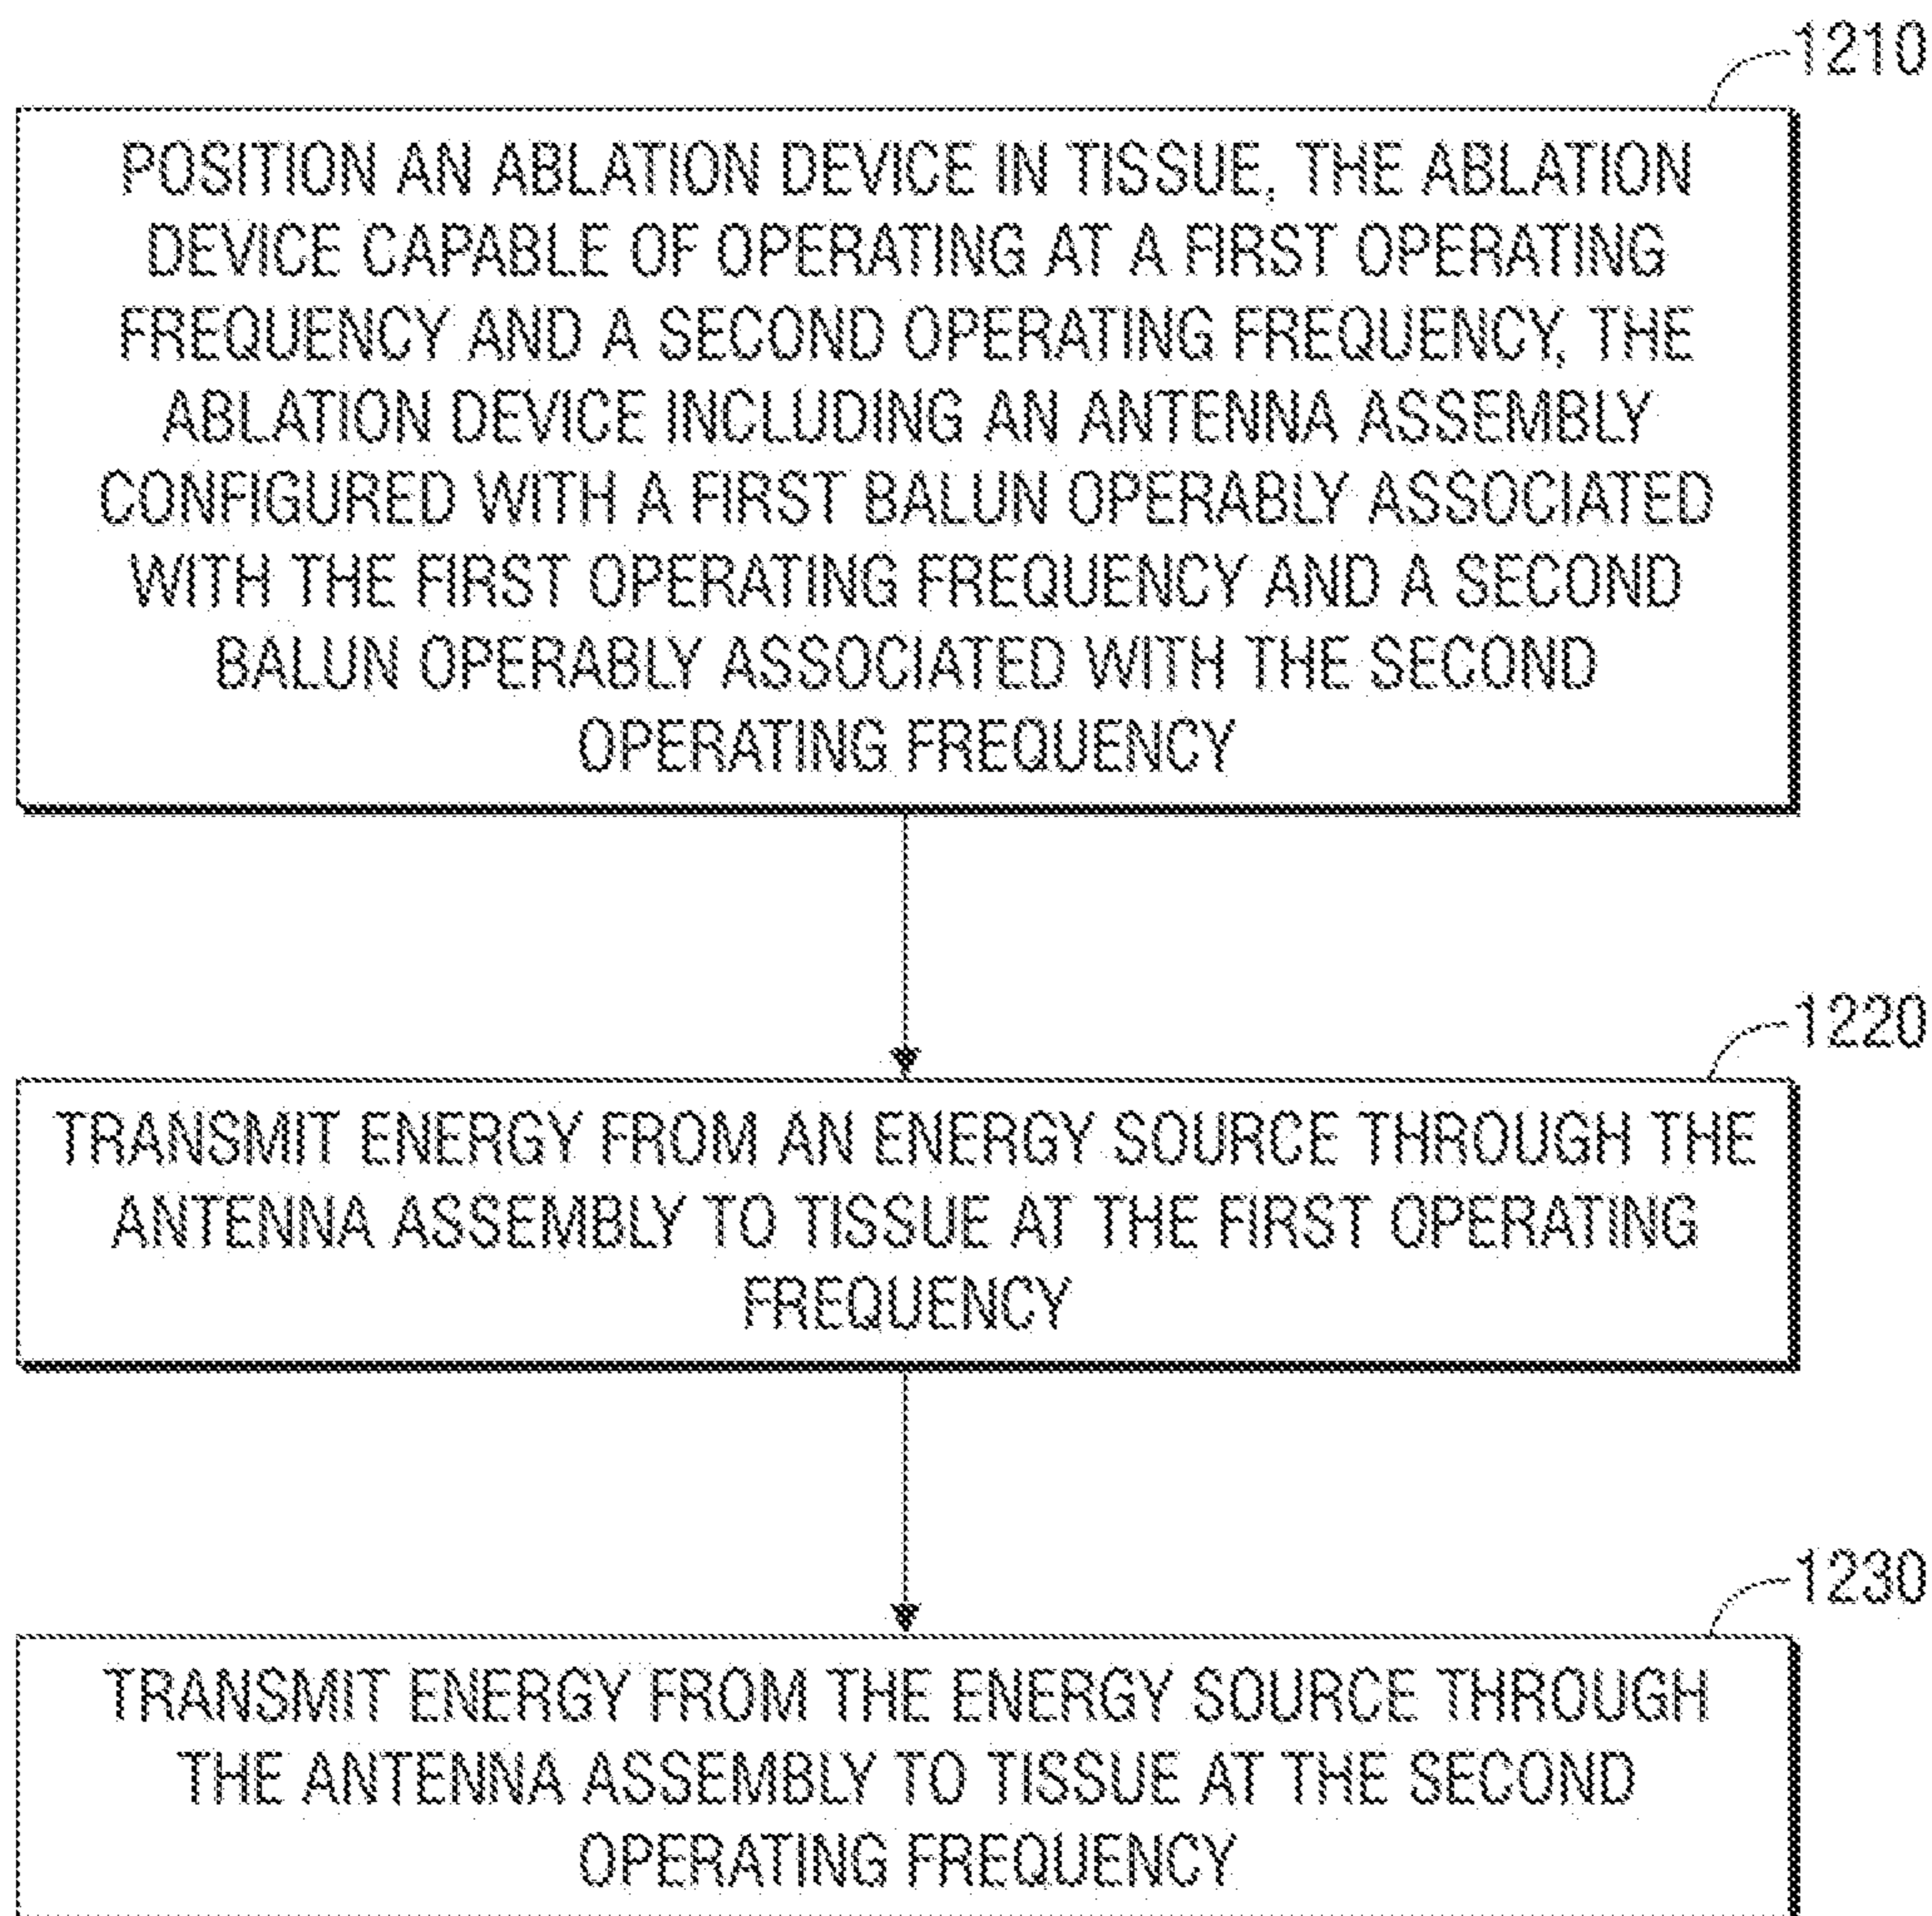 1210
POSITION AN ABLATION DEVICE IN TISSUE, THE ABLATION
DEVICE CAPABLE OF OPERATING AT A FIRST OPERATING
FREQUENCY AND A SECOND OPERATING FREQUENCY, THE
ABLATION DEVICE INCLUDING AN ANTENNA ASSEMBLY
CONFIGURED WITH A FIRST BALUN OPERABLY ASSOCIATED
WITH THE FIRST OPERATING FREQUENCY AND A SECOND
BALUN OPERABLY ASSOCIATED WITH THE SECOND
OPERATING FREQUENCY
1220
TRANSMIT ENERGY FROM AN ENERGY SOURCE THROUGH THE
ANTENNA ASSEMBLY TO TISSUE AT THE FIRST OPERATING
FREQUENCY
1230
TRANSMIT ENERGY FROM THE ENERGY SOURCE THROUGH
THE ANTENNA ASSEMBLY TO TISSUE AT THE SECOND
OPERATING FREQUENCY